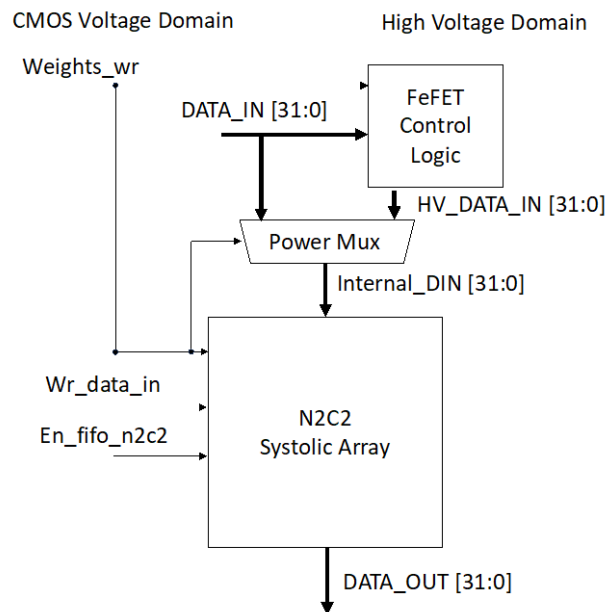 CMOS Voltage Domain
High Voltage Domain
Weights_wr
DATA_IN [31:0]
FeFET
Control
Logic
HV_DATA_IN [31:0]
Power Mux
Internal_DIN [31:0]
Wr_data_in
En_fifo_n2c2
N2C2
Systolic Array
DATA_OUT [31:0]